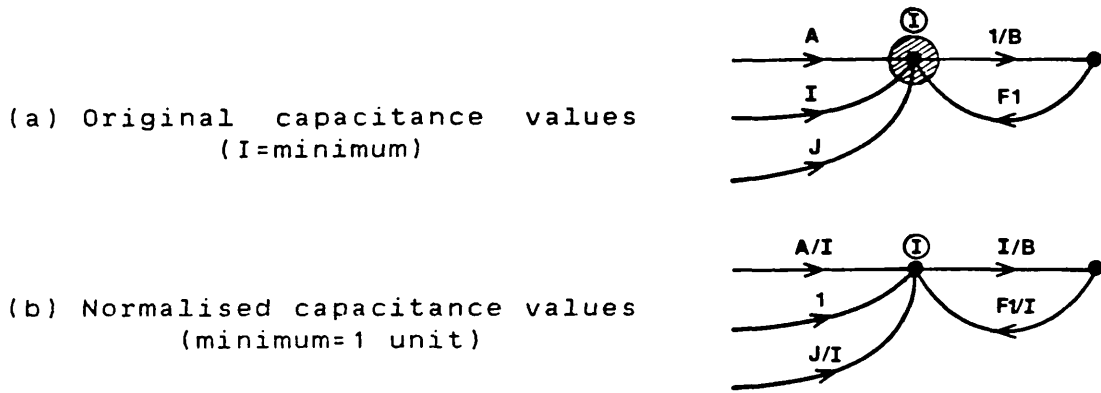 I
A
1/B
(a) Original capacitance values
(I=minimum)
I
F1
J
A/I
I
I/B
(b) Normalised capacitance values
(minimum=1 unit)
1
F1/I
J/I